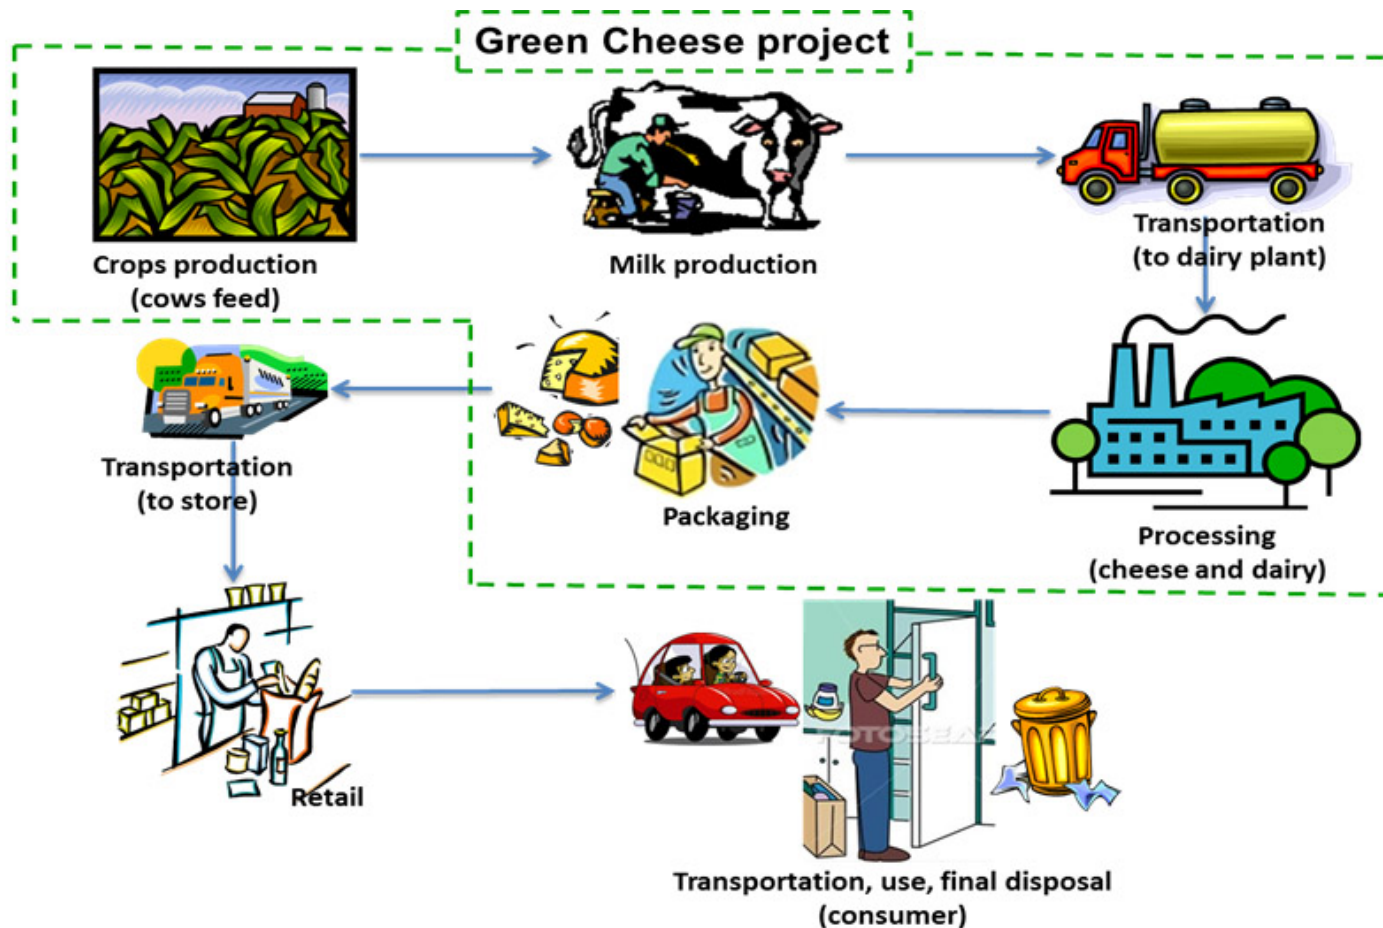 Green Cheese project
Crops production
(cows feed)
Milk production
Transportation
(to dairy plant)
Transportation
(to store)
Packaging
Processing
(cheese and dairy)
Retail
Transportation, use, final disposal
(consumer)